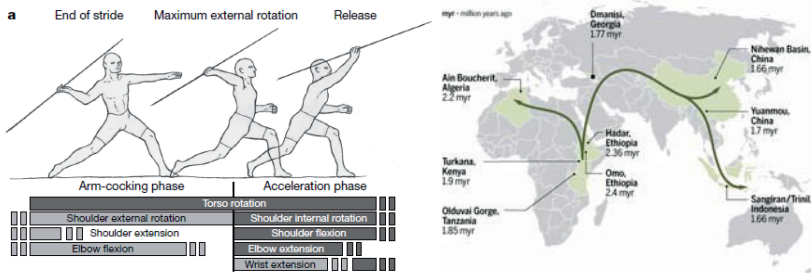 a
End of stride
Maximum external rotation
Release
Arm-cocking phase
Acceleration phase
Torso rotation
Shoulder external rotation
Shoulder internal rotation
Shoulder extension
Shoulder flexion
Elbow flexion
Elbow extension
Wrist extension
myr - million years ago
Dmanisi,
Georgia
1.77 myr
Nihewan Basin,
China
1.66 myr
Ain Boucherit,
Algeria
2.2 myr
Yuanmou,
China
1.7 myr
Hadar,
Ethiopia
2.36 myr
Turkana,
Kenya
1.9 myr
Omo,
Ethiopia
2.4 myr
Olduvai Gorge,
Tanzania
1.85 myr
Sangiran/Trinil,
Indonesia
1.66 myr